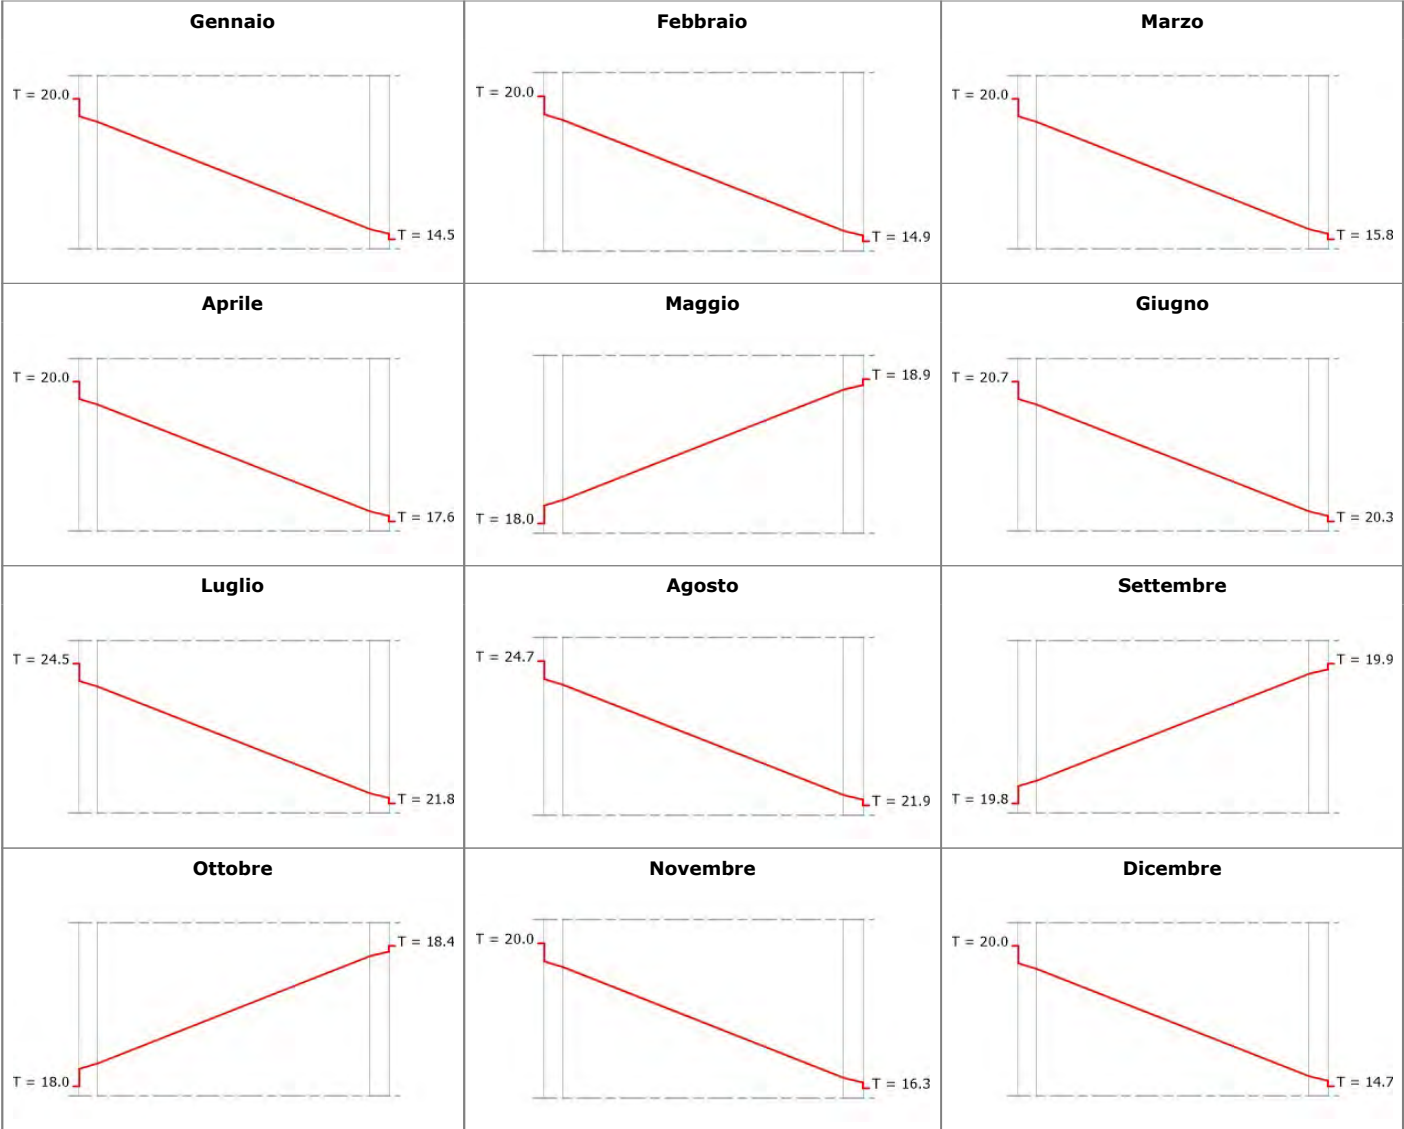 Gennaio
T = 20.0
T = 14.5
Febbraio
T = 20.0
T = 14.9
Marzo
T = 20.0
T = 15.8
Aprile
T = 20.0
T = 17.6
Maggio
T = 18.9
T = 18.0
Giugno
T = 20.7
T = 20.3
Luglio
T = 24.5
T = 21.8
Agosto
T = 24.7
T = 21.9
Settembre
T = 19.9
T = 19.8
Ottobre
T = 18.4
T = 18.0
Novembre
T = 20.0
T = 16.3
Dicembre
T = 20.0
T = 14.7